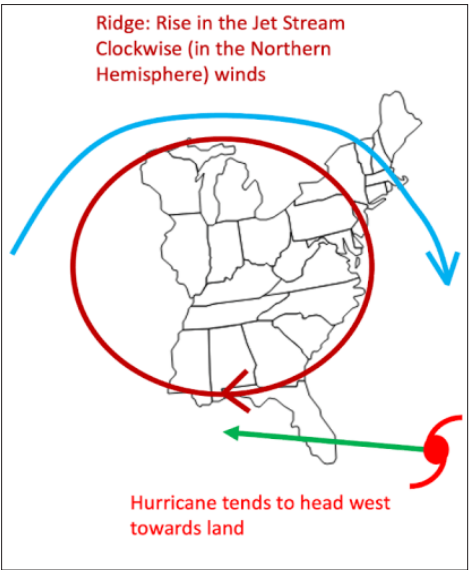 Ridge: Rise in the Jet Stream
Clockwise (in the Northern
Hemisphere) winds
Hurricane tends to head west
towards land